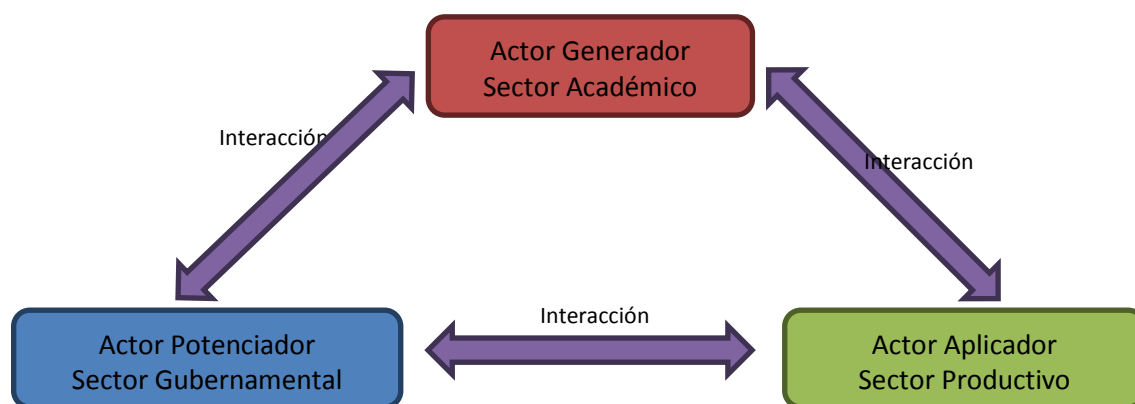 Actor Generador
Sector Académico
Interacción
Interacción
Interacción
Actor Potenciador
Sector Gubernamental
Actor Aplicador
Sector Productivo